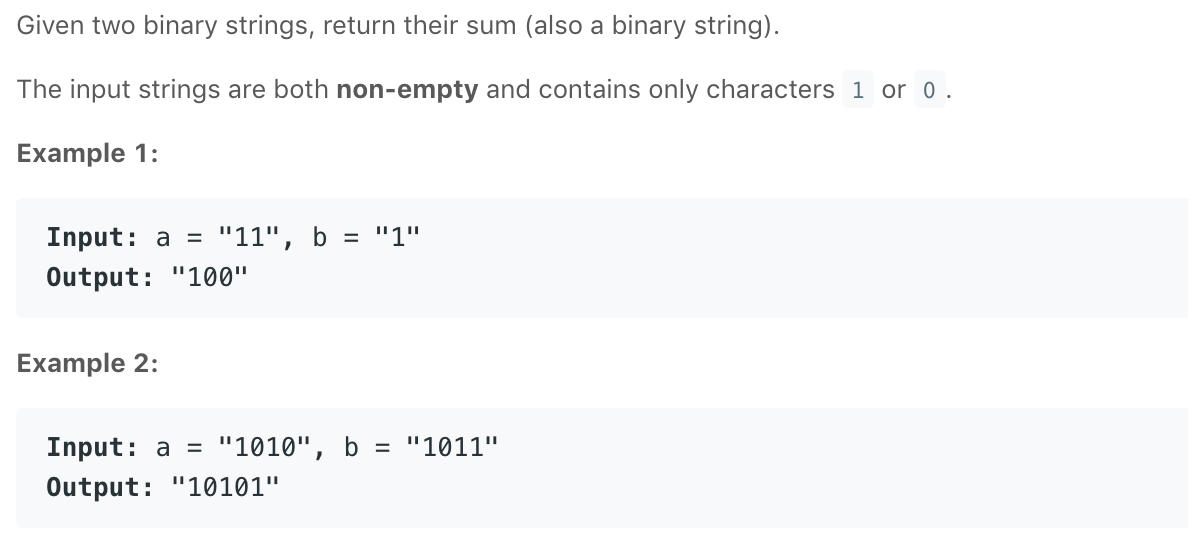 Given two binary strings, return their sum (also a binary string).
The input strings are both non-empty and contains only characters 1 or 0.
Example 1:
Input: a = "11", b = "1"
Output: "100"
Example 2:
Input: a = "1010", b = "1011"
Output: "10101"